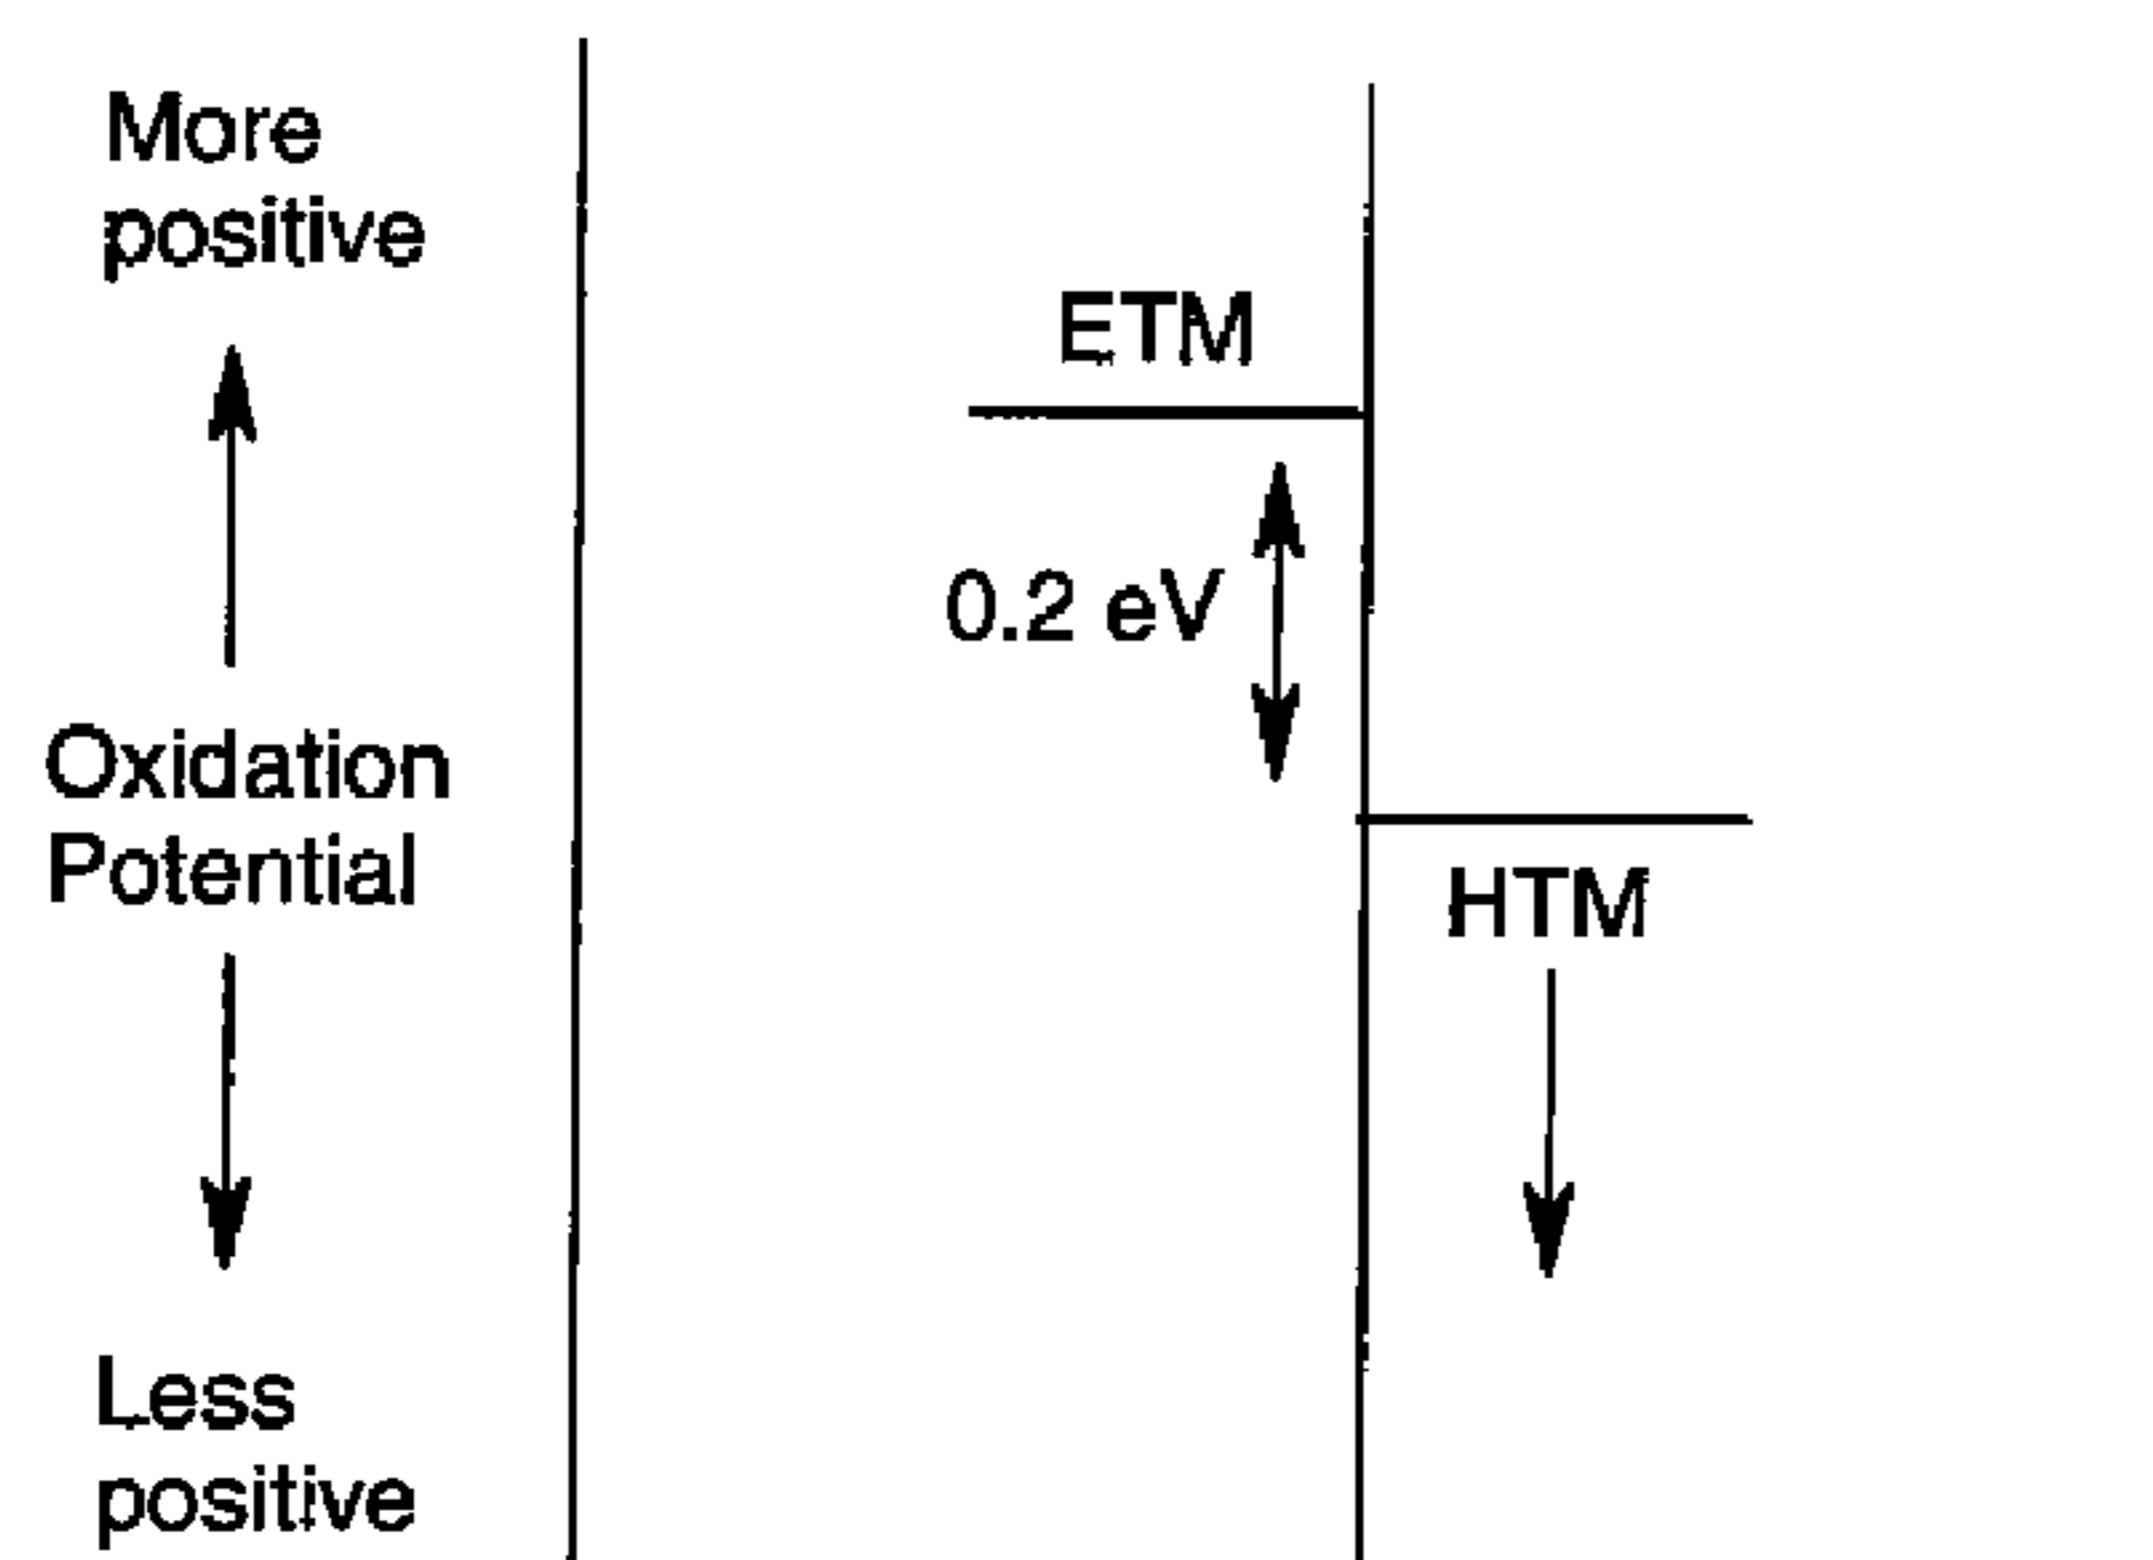 More
positive
Oxidation
Potential
Less
positive
ETM
0.2 eV
HTM